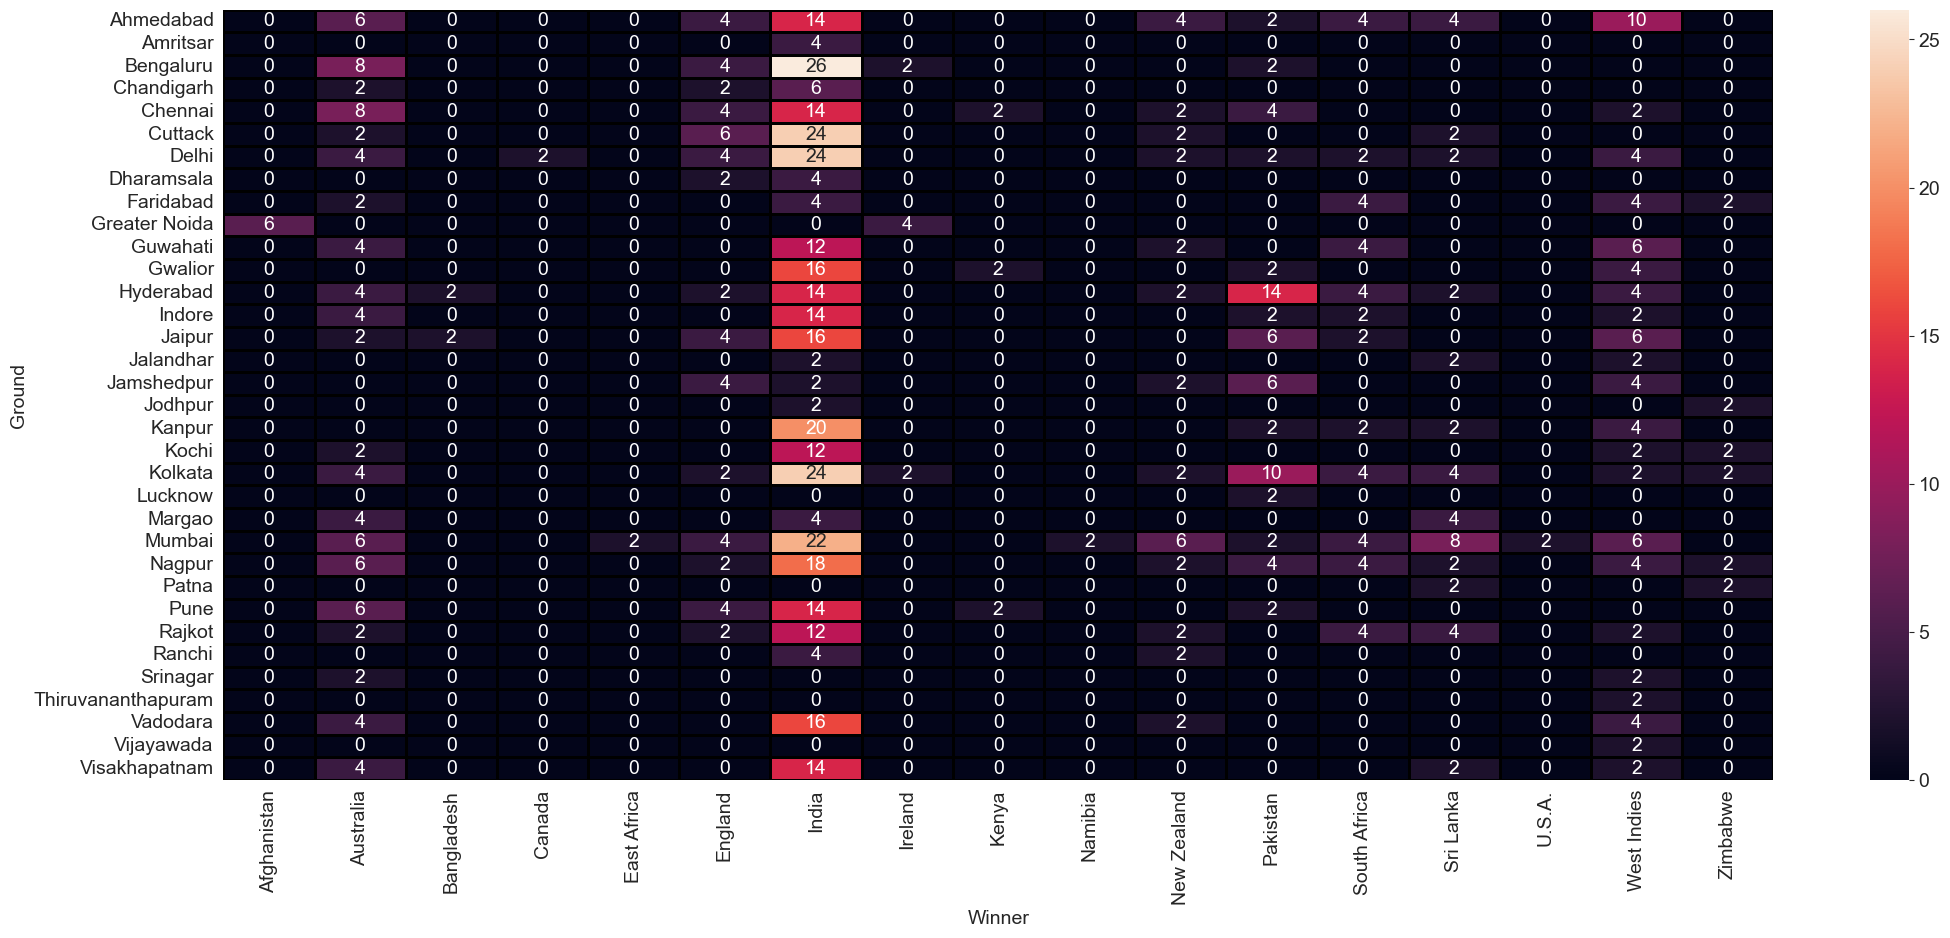 Ahmedabad 0 6 0 0 0 4 14 0 0 0 4 2 4 4 0 10 0
Amritsar 0 0 0 0 0 0 4 0 0 0 0 0 0 0 0 0 0
Bengaluru 0 8 0 0 0 4 26 2 0 0 0 2 0 0 0 0 0
Chandigarh 0 2 0 0 0 2 6 0 0 0 0 0 0 0 0 0 0
Chennai 0 8 0 0 0 4 14 0 2 0 2 4 0 0 0 2 0
Cuttack 0 2 0 0 0 6 24 0 0 0 2 0 0 2 0 0 0
Delhi 0 4 0 2 0 4 24 0 0 0 2 2 2 2 0 4 0
Dharamsala 0 0 0 0 0 2 4 0 0 0 0 0 0 0 0 0 0
Faridabad 0 2 0 0 0 0 4 0 0 0 0 0 4 0 0 4 2
Greater Noida 6 0 0 0 0 0 0 4 0 0 0 0 0 0 0 0 0
Guwahati 0 4 0 0 0 0 12 0 0 0 2 0 4 0 0 6 0
Gwalior 0 0 0 0 0 0 16 0 2 0 0 2 0 0 0 4 0
Hyderabad 0 4 2 0 0 2 14 0 0 0 2 14 4 2 0 4 0
Indore 0 4 0 0 0 0 14 0 0 0 0 2 2 0 0 2 0
Jaipur 0 2 2 0 0 4 16 0 0 0 0 6 2 0 0 6 0
Jalandhar 0 0 0 0 0 0 2 0 0 0 0 0 0 2 0 2 0
Jamshedpur 0 0 0 0 0 4 2 0 0 0 2 6 0 0 0 4 0
Jodhpur 0 0 0 0 0 0 2 0 0 0 0 0 0 0 0 0 2
Kanpur 0 0 0 0 0 0 20 0 0 0 0 2 2 2 0 4 0
Kochi 0 2 0 0 0 0 12 0 0 0 0 0 0 0 0 2 2
Kolkata 0 4 0 0 0 2 24 2 0 0 2 10 4 4 0 2 2
Lucknow 0 0 0 0 0 0 0 0 0 0 0 2 0 0 0 0 0
Margao 0 4 0 0 0 0 4 0 0 0 0 0 0 4 0 0 0
Mumbai 0 6 0 0 2 4 22 0 0 2 6 2 4 8 2 6 0
Nagpur 0 6 0 0 0 2 18 0 0 0 2 4 4 2 0 4 2
Patna 0 0 0 0 0 0 0 0 0 0 0 0 0 2 0 0 2
Pune 0 6 0 0 0 4 14 0 2 0 0 2 0 0 0 0 0
Rajkot 0 2 0 0 0 2 12 0 0 0 2 0 4 4 0 2 0
Ranchi 0 0 0 0 0 0 4 0 0 0 2 0 0 0 0 0 0
Srinagar 0 2 0 0 0 0 0 0 0 0 0 0 0 0 0 2 0
Thiruvananthapuram 0 0 0 0 0 0 0 0 0 0 0 0 0 0 0 2 0
Vadodara 0 4 0 0 0 0 16 0 0 0 2 0 0 0 0 4 0
Vijayawada 0 0 0 0 0 0 0 0 0 0 0 0 0 0 0 2 0
Visakhapatnam 0 4 0 0 0 0 14 0 0 0 0 0 0 2 0 2 0
Ground
Afghanistan
Australia
Bangladesh
Canada
East Africa
England
India
Ireland
Kenya
Namibia
New Zealand
Pakistan
South Africa
Sri Lanka
U.S.A.
West Indies
Zimbabwe
Winner
25
20
15
10
5
0